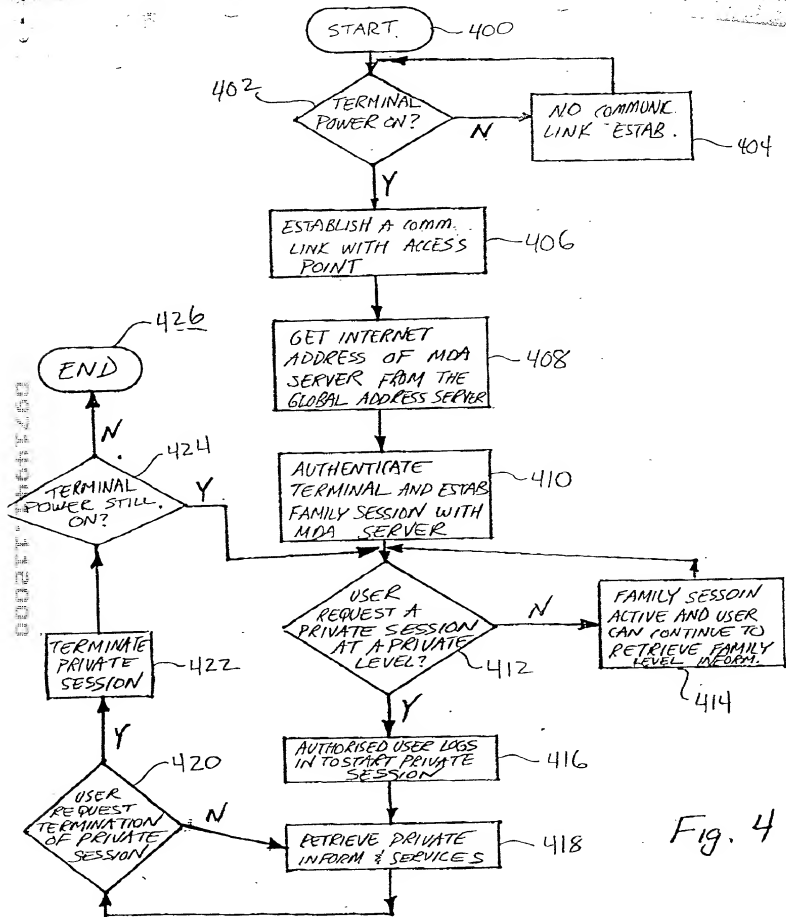 START.
400
402
TERMINAL
POWER ON?
N
NO COMMUNC.
LINK ESTAB.
404
Y
ESTABLISH A COMM.
LINK WITH ACCESS
POINT
406
GET INTERNET
ADDRESS OF MDA
SERVER FROM THE
GLOBAL ADDRESS SERVER
408
426
END
N
424
TERMINAL
POWER STILL
ON?
Y
AUTHENTICATE
TERMINAL AND ESTAB
FAMILY SESSION WITH
MDA SERVER
410
USER
REQUEST A
PRIVATE SESSION
AT A PRIVATE
LEVEL?
412
N
FAMILY SESSOIN
ACTIVE AND USER
CAN CONTINUE TO
RETRIEVE FAMILY
LEVEL INFORM.
414
TERMINATE
PRIVATE
SESSION
422
Y
Y
AUTHORISED USER LOGS
IN TO START PRIVATE
SESSION
416
420
USER
REQUEST
TERMINATION
OF PRIVATE
SESSION
N
RETRIEVE PRIVATE
INFORM & SERVICES
418
Fig. 4